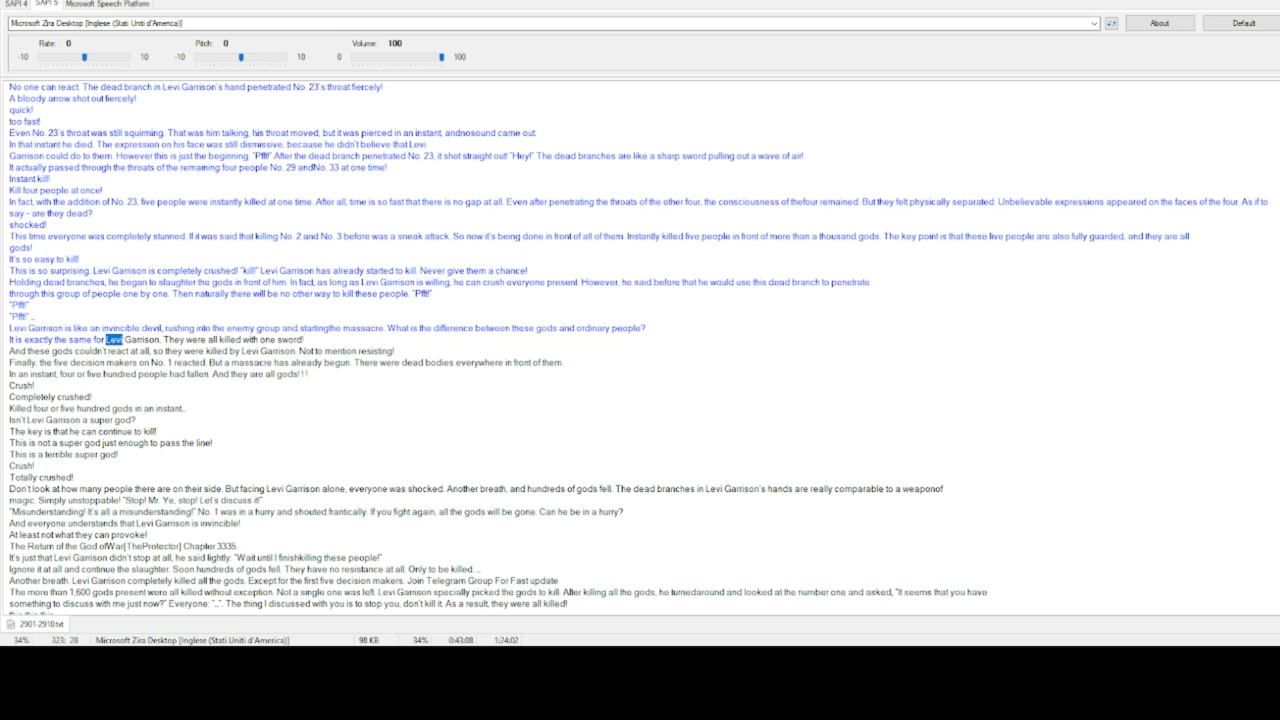 SAPI 4 SAPI 5 Microsoft Speech Platform
Microsoft Zira Desktop [Inglese (Stati Uniti d'America)] About Default
Rate: 0 Pitch: 0 Volume: 100
-10 10 -10 10 0 100
No one can react. The dead branch in Levi Garrison's hand penetrated No. 23's throat fiercely!
A bloody arrow shot out fiercely!
quick!
too fast!
Even No. 23's throat was still squirming. That was him talking, his throat moved, but it was pierced in an instant, andnosound came out.
In that instant he died. The expression on his face was still dismissive, because he didn't believe that Levi
Garrison could do to them. However this is just the beginning. "Pfft!" After the dead branch penetrated No. 23, it shot straight out! "Hey!" The dead branches are like a sharp sword pulling out a wave of air!
It actually passed through the throats of the remaining four people No. 29 andNo. 33 at one time!
Instant kill!
Kill four people at once!
In fact, with the addition of No. 23, five people were instantly killed at one time. After all, time is so fast that there is no gap at all. Even after penetrating the throats of the other four, the consciousness of thefour remained. But they felt physically separated. Unbelievable expressions appeared on the faces of the four. As if to
say - are they dead?
shocked!
This time everyone was completely stunned. If it was said that killing No. 2 and No. 3 before was a sneak attack. So now it's being done in front of all of them. Instantly killed five people in front of more than a thousand gods. The key point is that these five people are also fully guarded, and they are all
gods!
It's so easy to kill!
This is so surprising. Levi Garrison is completely crushed! "kill!" Levi Garrison has already started to kill. Never give them a chance!
Holding dead branches, he began to slaughter the gods in front of him. In fact, as long as Levi Garrison is willing, he can crush everyone present. However, he said before that he would use this dead branch to penetrate
through this group of people one by one. Then naturally there will be no other way to kill these people. "Pfft!"
"Pfft!"
"Pfft!" ...
Levi Garrison is like an invincible devil, rushing into the enemy group and startingthe massacre. What is the difference between these gods and ordinary people?
It is exactly the same for Levi Garrison. They were all killed with one sword!
And these gods couldn't react at all, so they were killed by Levi Garrison. Not to mention resisting!
Finally, the five decision makers on No. 1 reacted. But a massacre has already begun. There were dead bodies everywhere in front of them.
In an instant, four or five hundred people had fallen. And they are all gods! ! !
Crush!
Completely crushed!
Killed four or five hundred gods in an instant...
Isn't Levi Garrison a super god?
The key is that he can continue to kill!
This is not a super god just enough to pass the line!
This is a terrible super god!
Crush!
Totally crushed!
Don't look at how many people there are on their side. But facing Levi Garrison alone, everyone was shocked. Another breath, and hundreds of gods fell. The dead branches in Levi Garrison's hands are really comparable to a weaponof
magic. Simply unstoppable! "Stop! Mr. Ye, stop! Let's discuss it!"
"Misunderstanding! It's all a misunderstanding!" No. 1 was in a hurry and shouted frantically. If you fight again, all the gods will be gone. Can he be in a hurry?
And everyone understands that Levi Garrison is invincible!
At least not what they can provoke!
The Return of the God ofWar[TheProtector] Chapter 3335
It's just that Levi Garrison didn't stop at all, he said lightly: "Wait until I finishkilling these people!"
Ignore it at all and continue the slaughter. Soon hundreds of gods fell. They have no resistance at all. Only to be killed. ...
Another breath. Levi Garrison completely killed all the gods. Except for the first five decision makers. Join Telegram Group For Fast update
The more than 1,600 gods present were all killed without exception. Not a single one was left. Levi Garrison specially picked the gods to kill. After killing all the gods, he turnedaround and looked at the number one and asked, "It seems that you have
something to discuss with me just now?" Everyone: "...". The thing I discussed with you is to stop you, don't kill it. As a result, they were all killed!
2901-2910.txt
34% 323: 28 Microsoft Zira Desktop [Inglese (Stati Uniti d'America)] 98 KB 34% 0:43:08 1:24:02